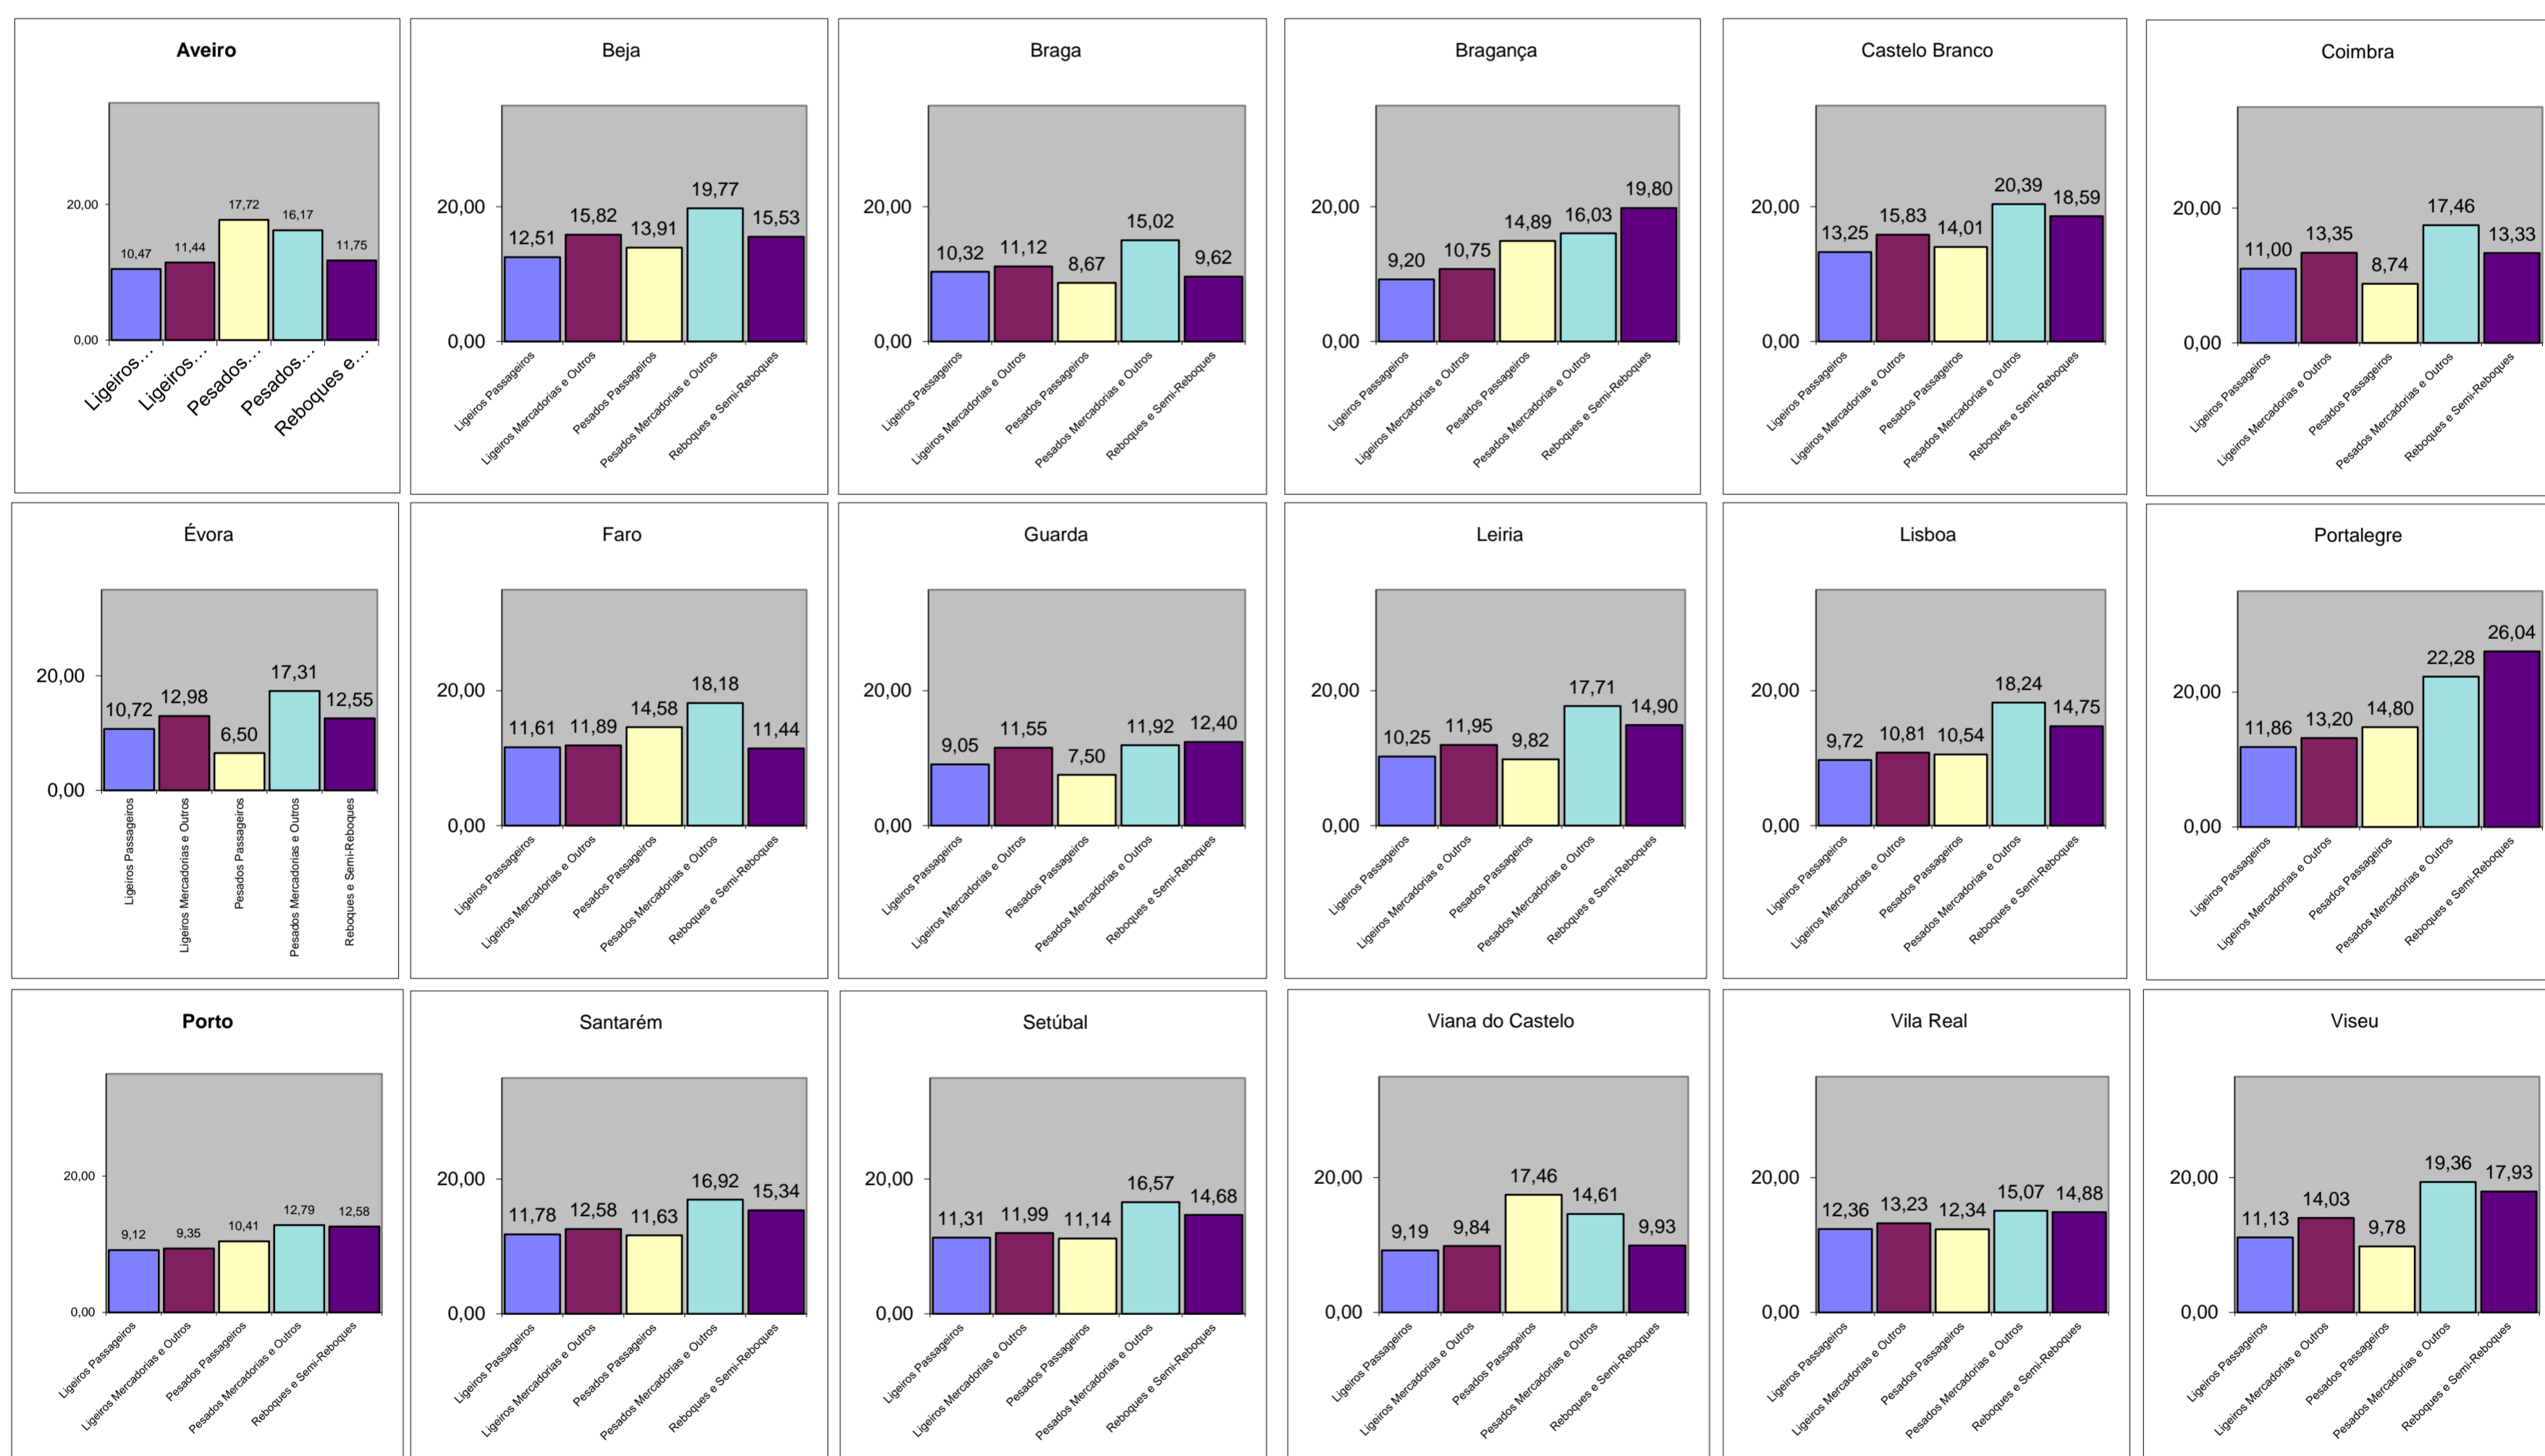 Aveiro
20,00
0,00
10,47
11,44
17,72
16,17
11,75
Ligeiros...
Ligeiros...
Pesados...
Pesados...
Reboques e...
Beja
20,00
0,00
12,51
15,82
13,91
19,77
15,53
Ligeiros Passageiros
Ligeiros Mercadorias e Outros
Pesados Passageiros
Pesados Mercadorias e Outros
Reboques e Semi-Reboques
Braga
20,00
0,00
10,32
11,12
8,67
15,02
9,62
Ligeiros Passageiros
Ligeiros Mercadorias e Outros
Pesados Passageiros
Pesados Mercadorias e Outros
Reboques e Semi-Reboques
Bragança
20,00
0,00
9,20
10,75
14,89
16,03
19,80
Ligeiros Passageiros
Ligeiros Mercadorias e Outros
Pesados Passageiros
Pesados Mercadorias e Outros
Reboques e Semi-Reboques
Castelo Branco
20,00
0,00
13,25
15,83
14,01
20,39
18,59
Ligeiros Passageiros
Ligeiros Mercadorias e Outros
Pesados Passageiros
Pesados Mercadorias e Outros
Reboques e Semi-Reboques
Coimbra
20,00
0,00
11,00
13,35
8,74
17,46
13,33
Ligeiros Passageiros
Ligeiros Mercadorias e Outros
Pesados Passageiros
Pesados Mercadorias e Outros
Reboques e Semi-Reboques
Évora
20,00
0,00
10,72
12,98
6,50
17,31
12,55
Ligeiros Passageiros
Ligeiros Mercadorias e Outros
Pesados Passageiros
Pesados Mercadorias e Outros
Reboques e Semi-Reboques
Faro
20,00
0,00
11,61
11,89
14,58
18,18
11,44
Ligeiros Passageiros
Ligeiros Mercadorias e Outros
Pesados Passageiros
Pesados Mercadorias e Outros
Reboques e Semi-Reboques
Guarda
20,00
0,00
9,05
11,55
7,50
11,92
12,40
Ligeiros Passageiros
Ligeiros Mercadorias e Outros
Pesados Passageiros
Pesados Mercadorias e Outros
Reboques e Semi-Reboques
Leiria
20,00
0,00
10,25
11,95
9,82
17,71
14,90
Ligeiros Passageiros
Ligeiros Mercadorias e Outros
Pesados Passageiros
Pesados Mercadorias e Outros
Reboques e Semi-Reboques
Lisboa
20,00
0,00
9,72
10,81
10,54
18,24
14,75
Ligeiros Passageiros
Ligeiros Mercadorias e Outros
Pesados Passageiros
Pesados Mercadorias e Outros
Reboques e Semi-Reboques
Portalegre
20,00
0,00
11,86
13,20
14,80
22,28
26,04
Ligeiros Passageiros
Ligeiros Mercadorias e Outros
Pesados Passageiros
Pesados Mercadorias e Outros
Reboques e Semi-Reboques
Porto
20,00
0,00
9,12
9,35
10,41
12,79
12,58
Ligeiros Passageiros
Ligeiros Mercadorias e Outros
Pesados Passageiros
Pesados Mercadorias e Outros
Reboques e Semi-Reboques
Santarém
20,00
0,00
11,78
12,58
11,63
16,92
15,34
Ligeiros Passageiros
Ligeiros Mercadorias e Outros
Pesados Passageiros
Pesados Mercadorias e Outros
Reboques e Semi-Reboques
Setúbal
20,00
0,00
11,31
11,99
11,14
16,57
14,68
Ligeiros Passageiros
Ligeiros Mercadorias e Outros
Pesados Passageiros
Pesados Mercadorias e Outros
Reboques e Semi-Reboques
Viana do Castelo
20,00
0,00
9,19
9,84
17,46
14,61
9,93
Ligeiros Passageiros
Ligeiros Mercadorias e Outros
Pesados Passageiros
Pesados Mercadorias e Outros
Reboques e Semi-Reboques
Vila Real
20,00
0,00
12,36
13,23
12,34
15,07
14,88
Ligeiros Passageiros
Ligeiros Mercadorias e Outros
Pesados Passageiros
Pesados Mercadorias e Outros
Reboques e Semi-Reboques
Viseu
20,00
0,00
11,13
14,03
9,78
19,36
17,93
Ligeiros Passageiros
Ligeiros Mercadorias e Outros
Pesados Passageiros
Pesados Mercadorias e Outros
Reboques e Semi-Reboques